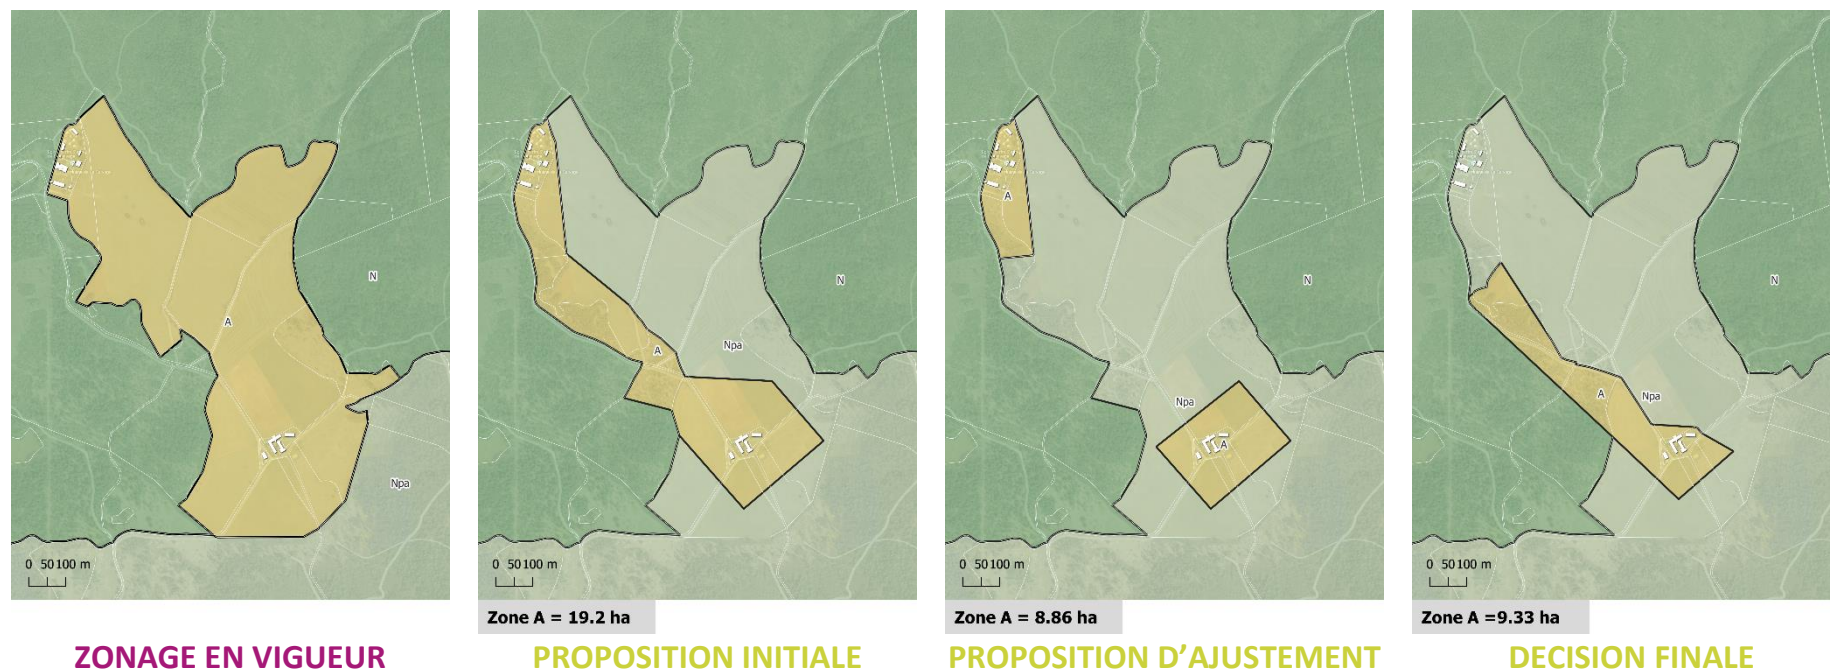 N
A
Npa
0 50100 m
ZONAGE EN VIGUEUR
N
A
Npa
0 50100 m
Zone A = 19.2 ha
PROPOSITION INITIALE
A
N
Npa
A
0 50100 m
Zone A = 8.86 ha
PROPOSITION D'AJUSTEMENT
N
A
Npa
0 50100 m
Zone A =9.33 ha
DECISION FINALE